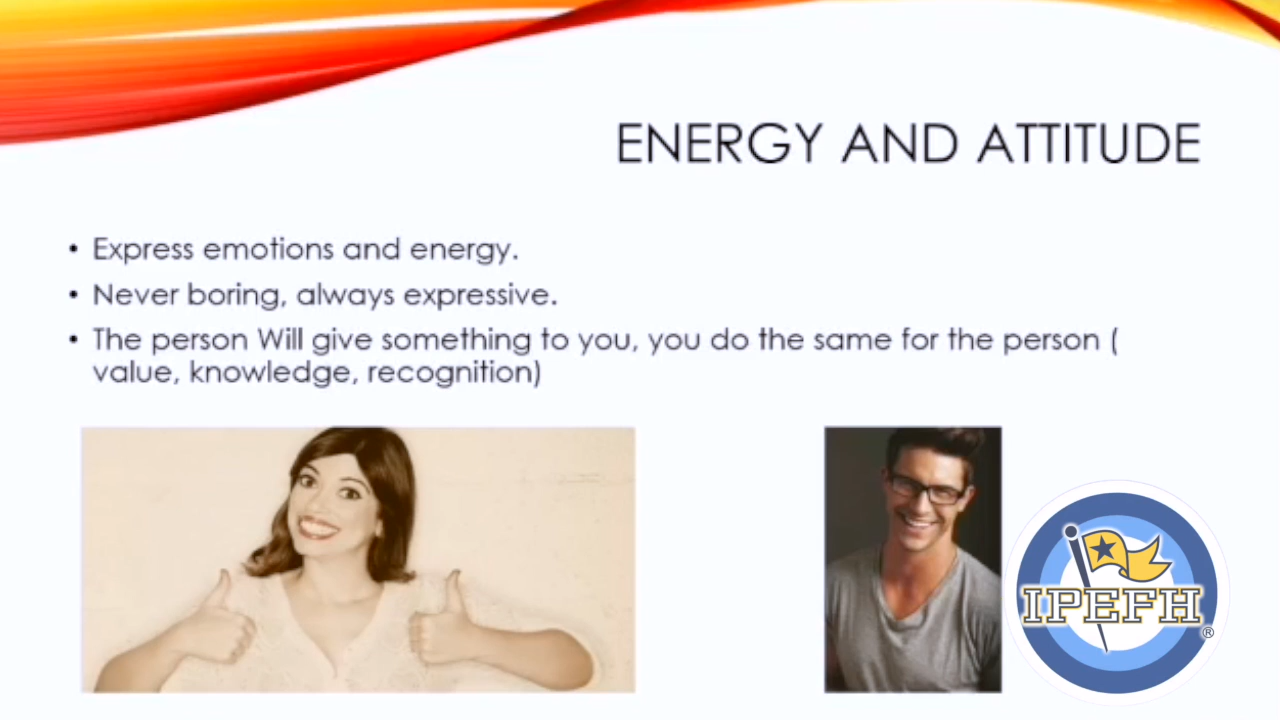 ENERGY AND ATTITUDE
• Express emotions and energy.
• Never boring, always expressive.
• The person Will give something to you, you do the same for the person (
value, knowledge, recognition)
IPEFH
®